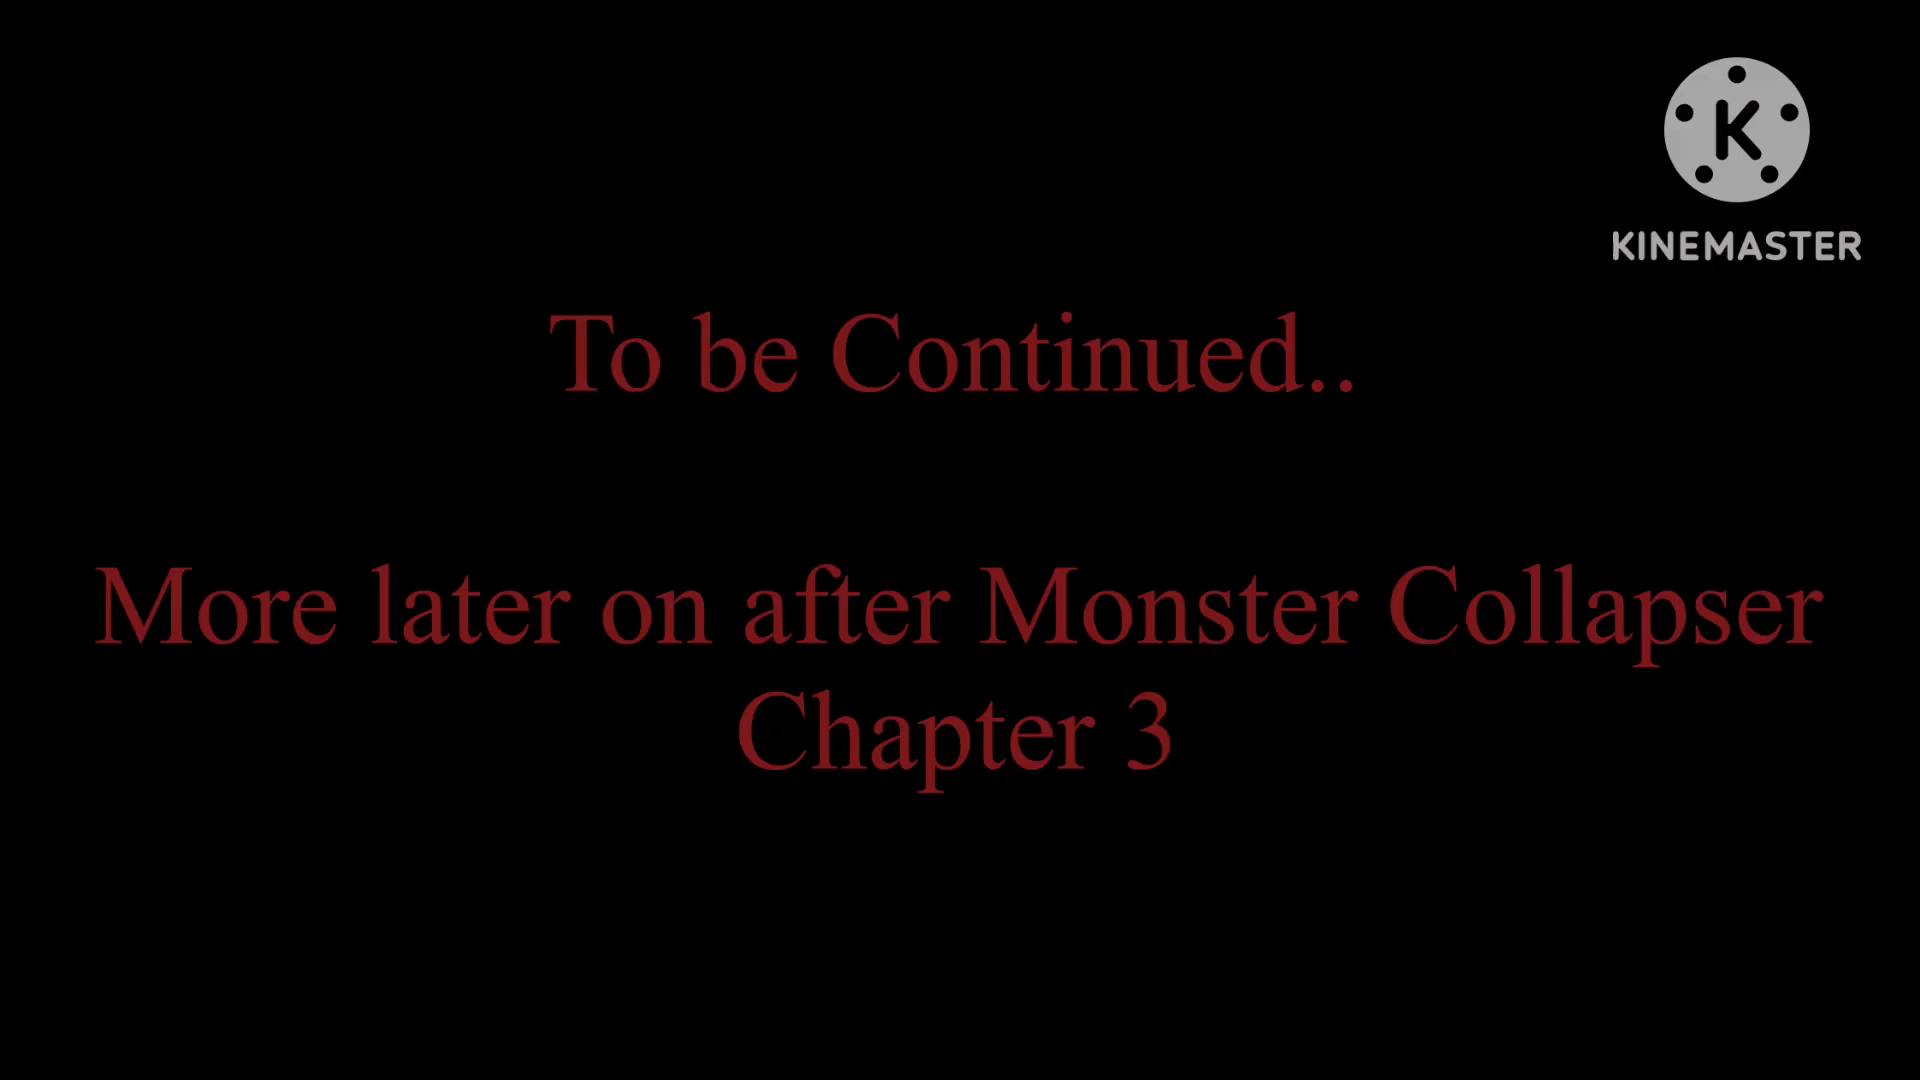 K
KINEMASTER
To be Continued..
More later on after Monster Collapser
Chapter 3